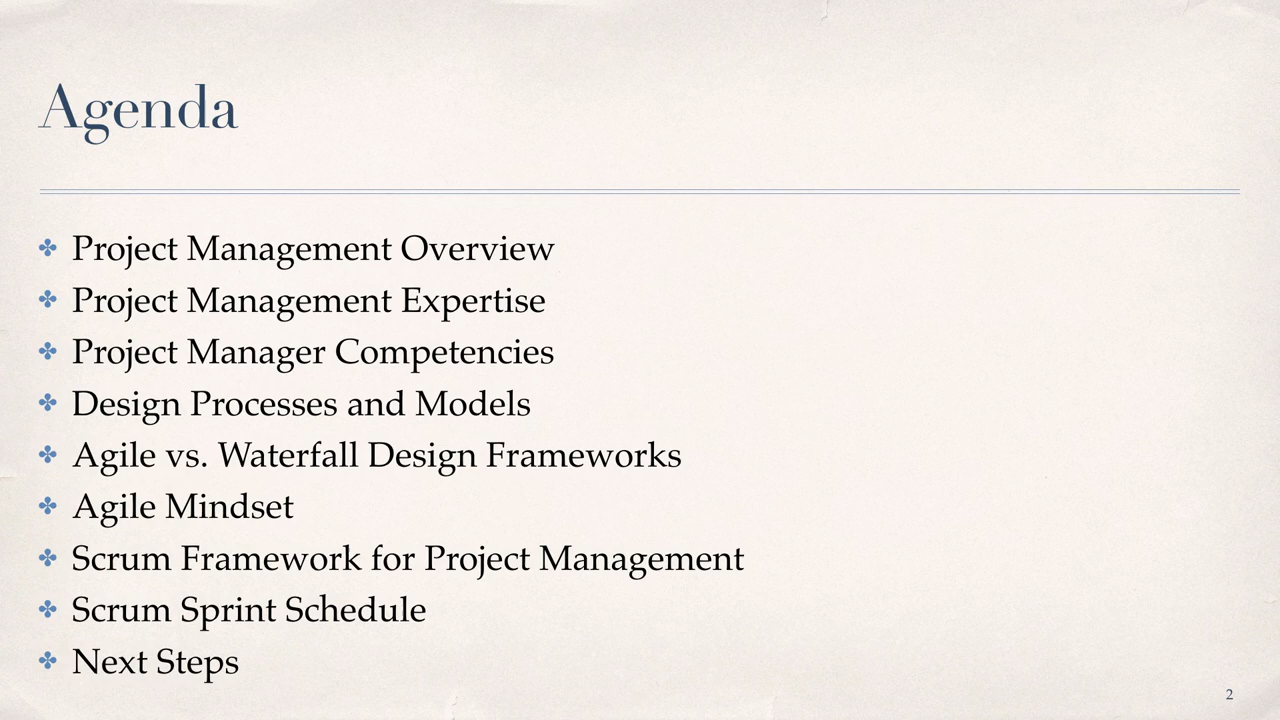 Agenda
Project Management Overview
Project Management Expertise
Project Manager Competencies
Design Processes and Models
Agile vs. Waterfall Design Frameworks
Agile Mindset
Scrum Framework for Project Management
Scrum Sprint Schedule
Next Steps
2